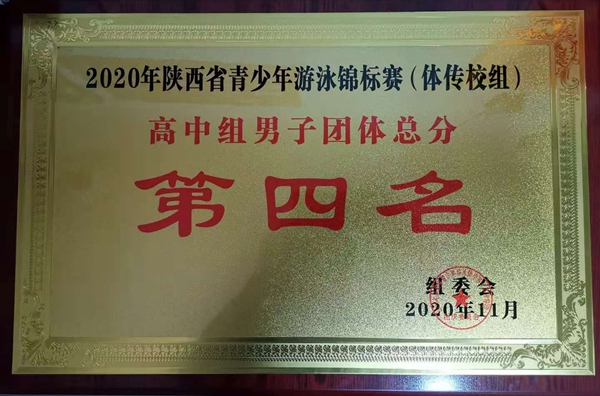 2020年陕西省青少年游泳锦标赛（体传校组）
高中组男子团体总分
第四名
组委会
2020年11月